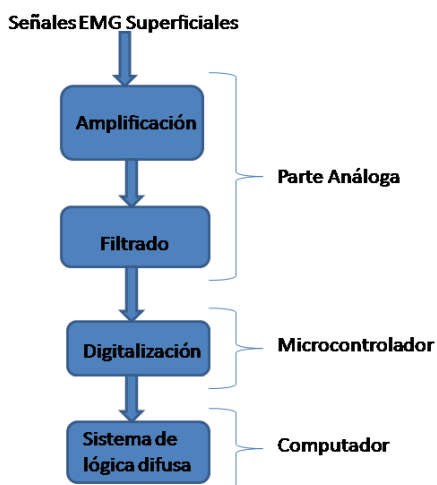 Señales EMG Superficiales
Amplificación
Parte Análoga
Filtrado
Digitalización
Microcontrolador
Sistema de
lógica difusa
Computador